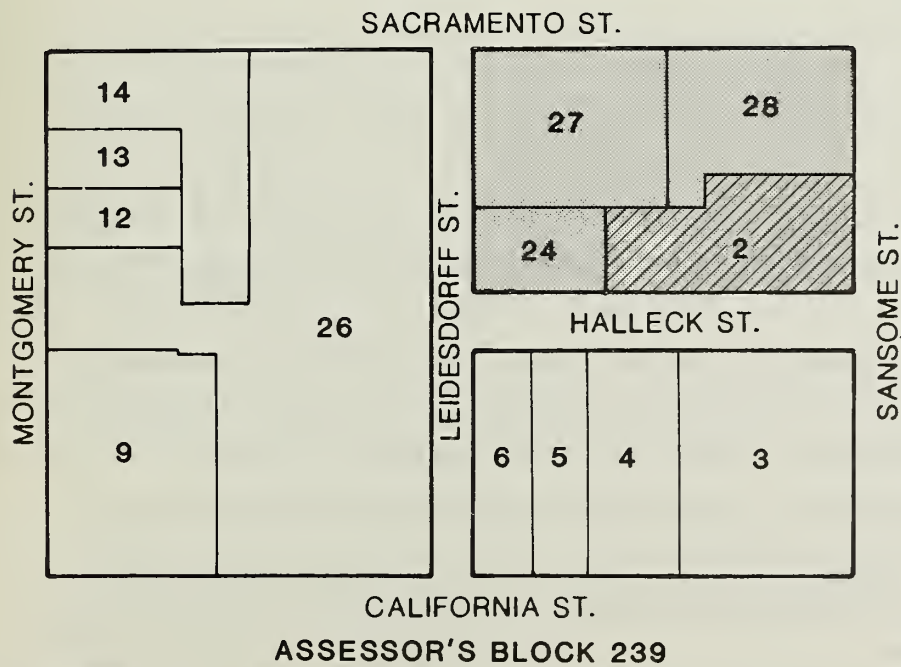 SACRAMENTO ST.
14
13
12
26
9
MONTGOMERY ST.
LEIDESDORFF ST.
27
28
24
2
HALLECK ST.
SANSOME ST.
6 5 4 3
CALIFORNIA ST.
ASSESSOR'S BLOCK 239